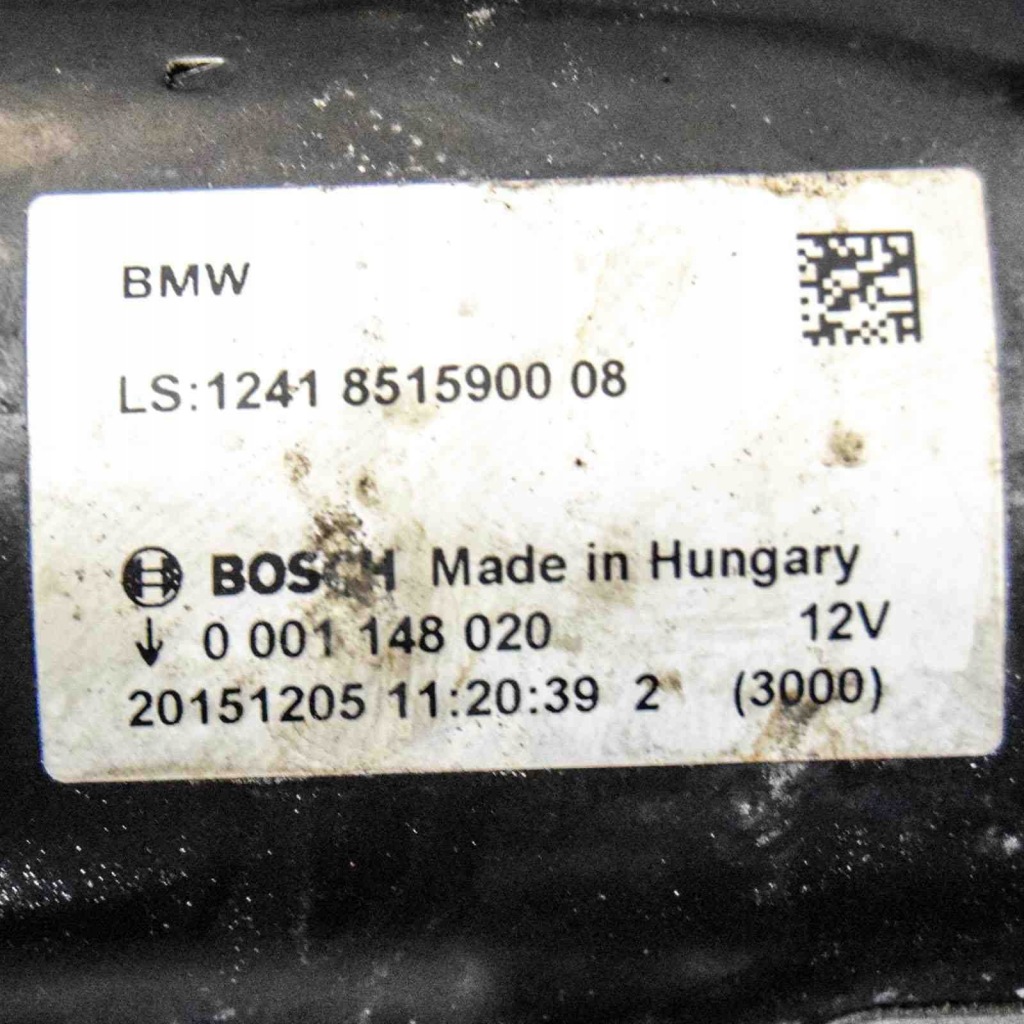 BMW
LS:1241 8515900 08
BOSCH Made in Hungary
↓ 0 001 148 020 12V
20151205 11:20:39 2 (3000)